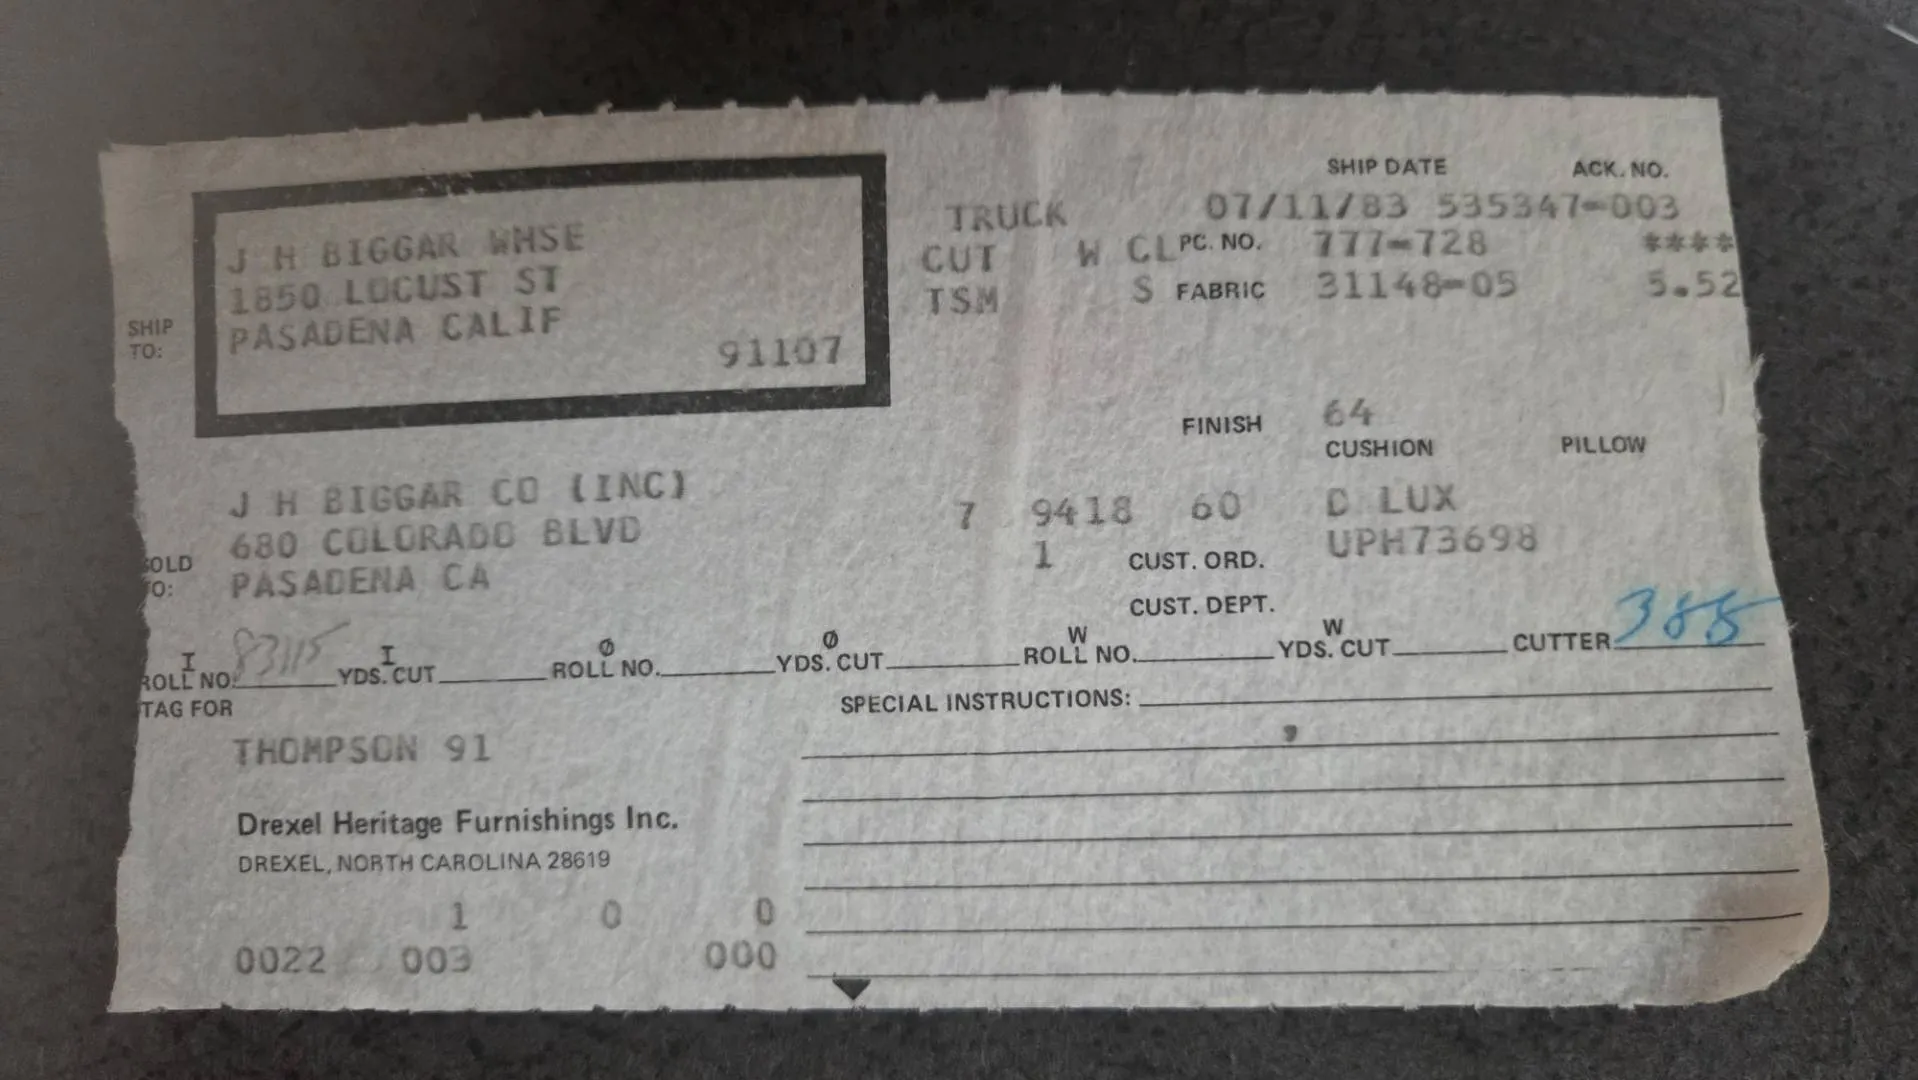 SHIP DATE ACK. NO.
TRUCK 07/11/83 535347-003
J H BIGGAR WHSE CUT W CL PC. NO. 777-728 ****
1850 LOCUST ST TSM S FABRIC 31148-05 5.52
SHIP TO: PASADENA CALIF
91107
FINISH 64
CUSHION PILLOW
J H BIGGAR CO (INC) 7 9418 60 D LUX
680 COLORADO BLVD 1 CUST. ORD. UPH73698
OLD O: PASADENA CA
CUST. DEPT.
I I Ø Ø W W
ROLL NO. 83115 YDS. CUT ROLL NO. YDS. CUT ROLL NO. YDS. CUT CUTTER 388
TAG FOR SPECIAL INSTRUCTIONS:
THOMPSON 91
Drexel Heritage Furnishings Inc.
DREXEL, NORTH CAROLINA 28619
1 0 0
0022 003 000